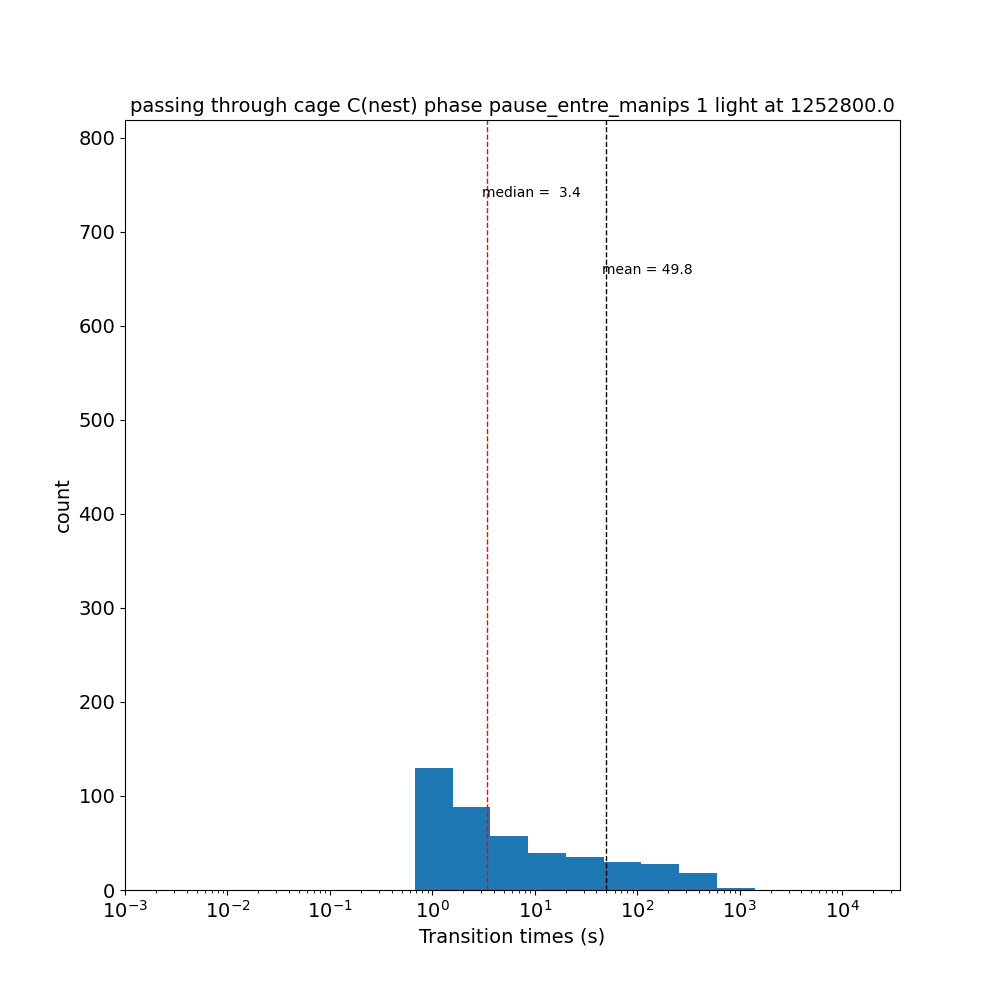 passing through cage C(nest) phase pause_entre_manips 1 light at 1252800.0
800
700
600
500
400
300
200
100
0
count
median =  3.4
mean = 49.8
10⁻³ 10⁻² 10⁻¹ 10⁰ 10¹ 10² 10³ 10⁴
Transition times (s)